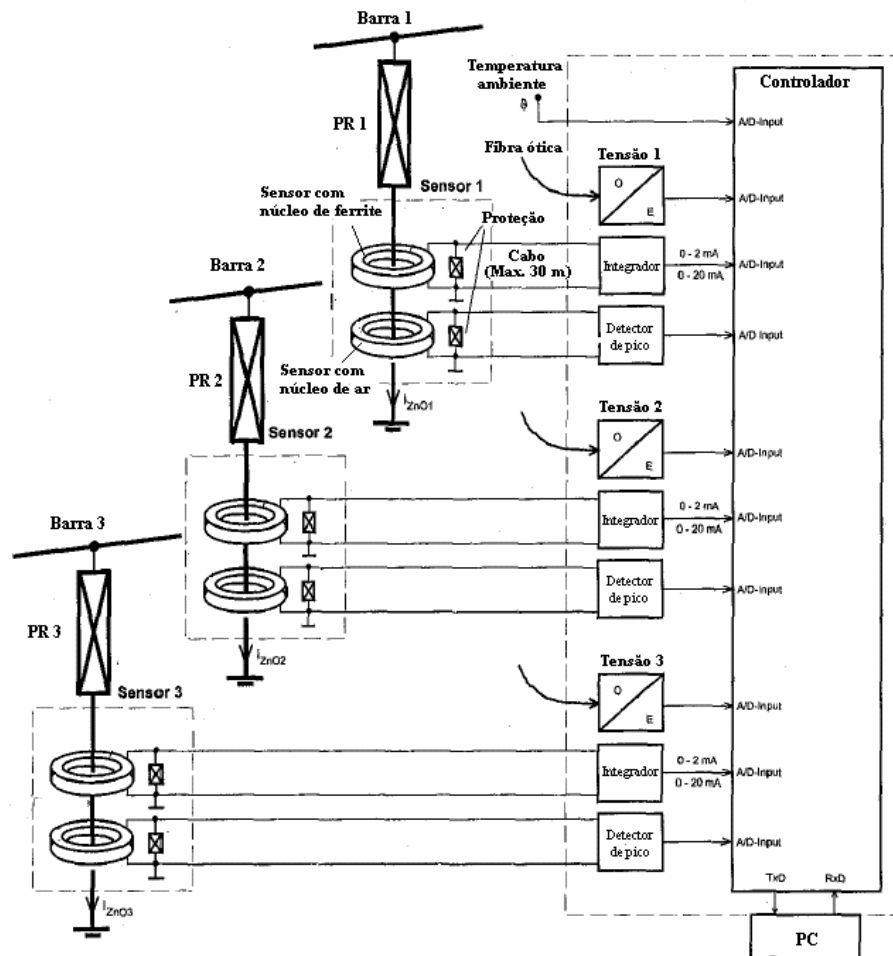 Barra 1
PR 1
Temperatura
ambiente
ϑ
Controlador
A/D-Input
Fibra ótica
Tensão 1
O
E
A/D-Input
Sensor 1
Sensor com
núcleo de ferrite
Proteção
Cabo
(Max. 30 m)
Integrador
0 - 2 mA
0 - 20 mA
A/D-Input
Sensor com
núcleo de ar
Detector
de pico
A/D Input
iZnO1
Barra 2
PR 2
Sensor 2
Tensão 2
O
E
A/D-Input
Integrador
0 - 2 mA
0 - 20 mA
A/D-Input
Detector
de pico
A/D-Input
iZnO2
Barra 3
PR 3
Sensor 3
Tensão 3
O
E
A/D-Input
Integrador
0 - 2 mA
0 - 20 mA
A/D-Input
Detector
de pico
A/D-Input
iZnO3
TxD
RxD
PC